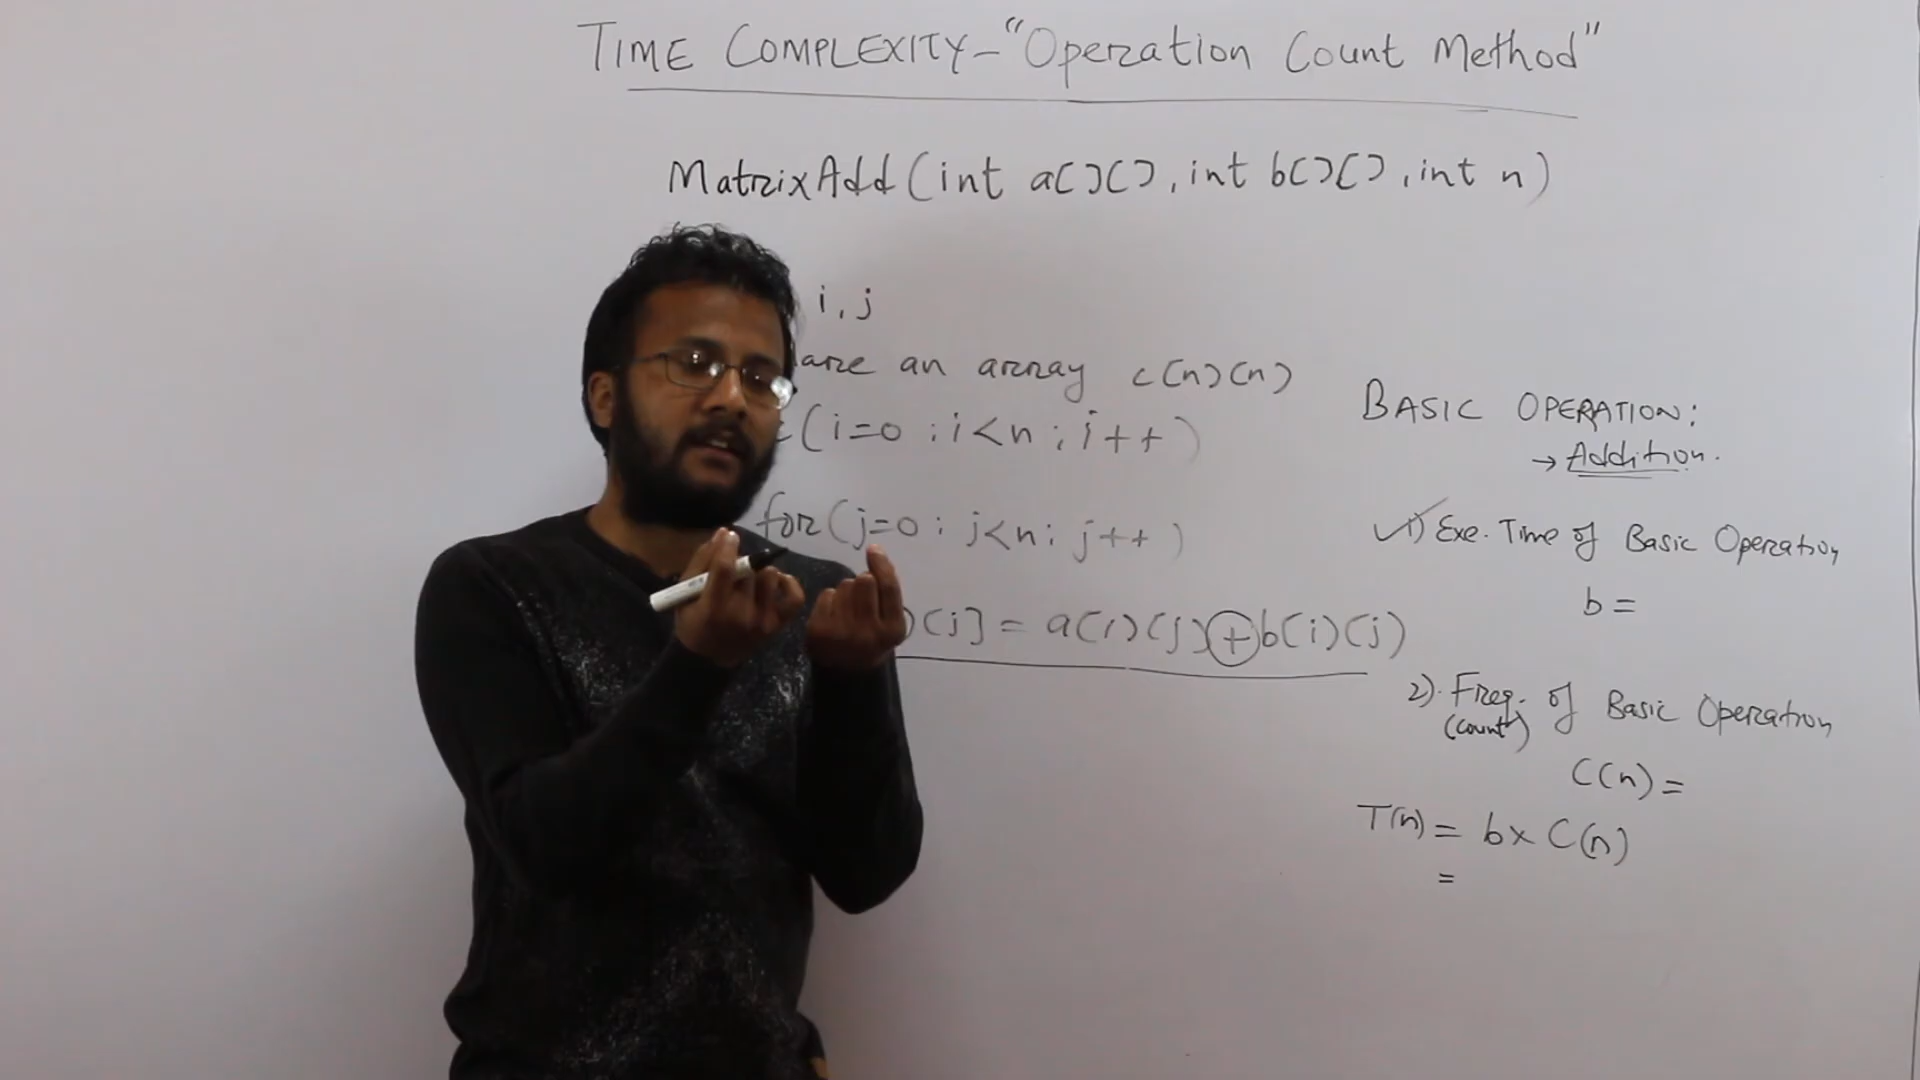 TIME COMPLEXITY - "Operation Count Method"
MatrixAdd (int a[][], int b[][], int n)
i, j
are an array c[n][n]
(i=0 ; i<n ; i++)
for (j=0 ; j<n ; j++)
[j] = a[i][j] + b[i][j]
BASIC OPERATION:
→ Addition.
✓1) Exe. Time of Basic Operation
b =
2). Freq. of Basic Operation
(count)
C(n) =
T(n) = b x C(n)
=